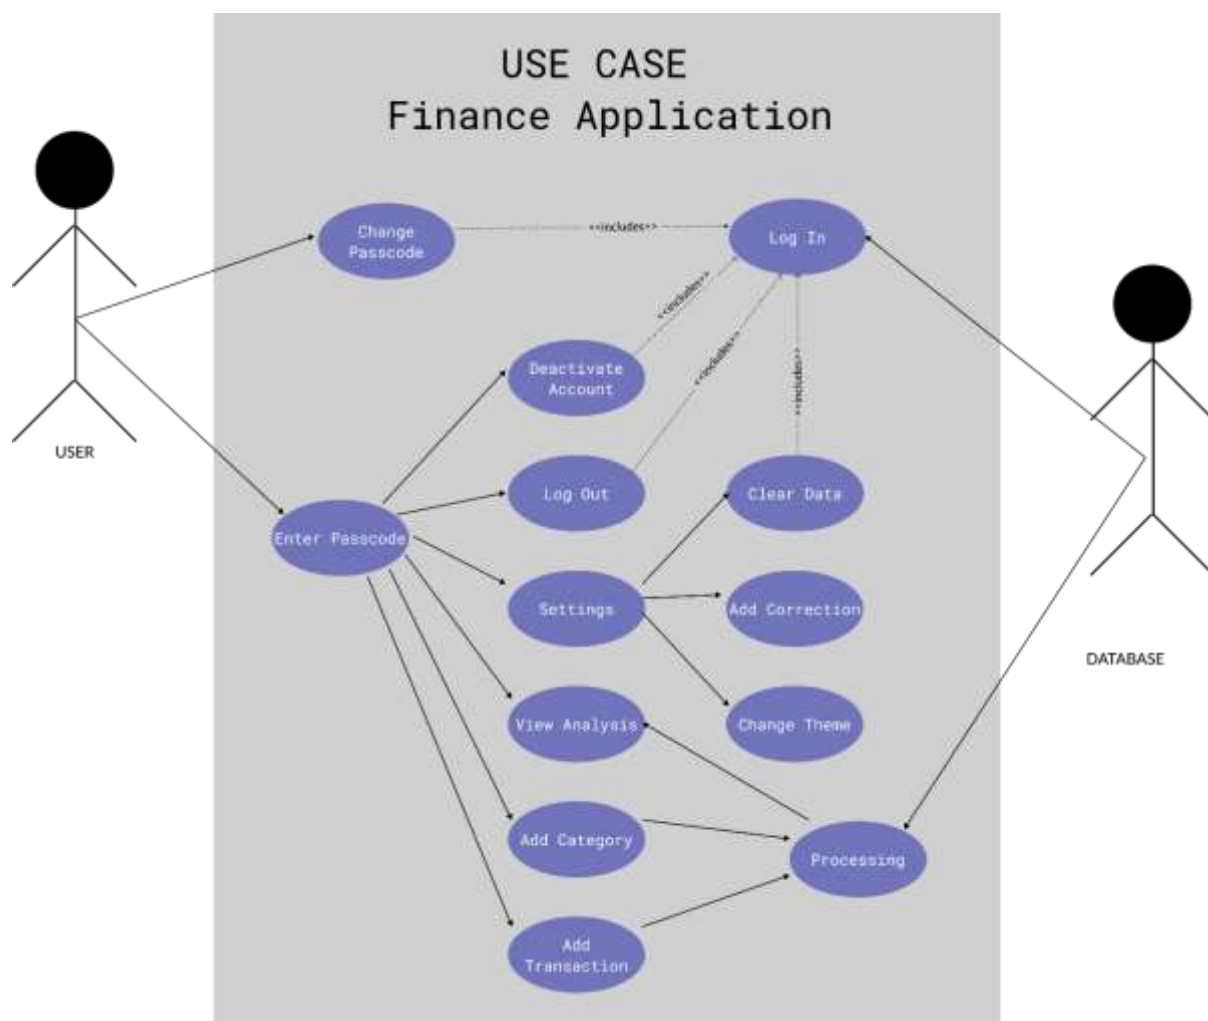 USE CASE
Finance Application
Change
Passcode
<<includes>>
Log In
<<includes>>
Deactivate
Account
<<includes>>
<<includes>>
USER
Log Out
Clear Data
Enter Passcode
Settings
Add Correction
DATABASE
View Analysis
Change Theme
Add Category
Processing
Add
Transaction